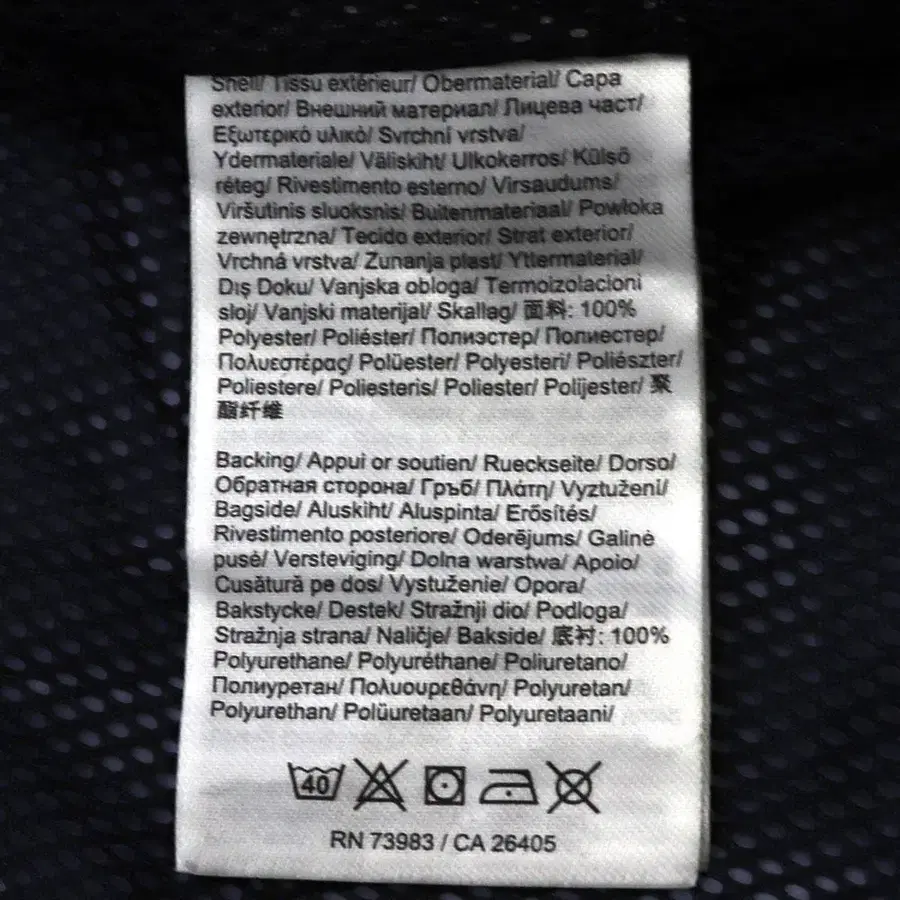 Shell/ Tissu extérieur/ Obermaterial/ Capa
exterior/ Внешний материал/ Лицева част/
Εξωτερικό υλικό/ Svrchní vrstva/
Ydermateriale/ Väliskiht/ Ulkokerros/ Külső
réteg/ Rivestimento esterno/ Virsaudums/
Viršutinis sluoksnis/ Buitenmateriaal/ Powłoka
zewnętrzna/ Tecido exterior/ Strat exterior/
Vrchná vrstva/ Zunanja plast/ Yttermaterial/
Dış Doku/ Vanjska obloga/ Termoizolacioni
sloj/ Vanjski materijal/ Skallag/ 面料: 100%
Polyester/ Poliéster/ Полиэстер/ Полиестер/
Πολυεστέρας/ Polüester/ Polyesteri/ Poliészter/
Poliestere/ Poliesteris/ Poliester/ Polijester/ 聚
酯纤维
Backing/ Appui or soutien/ Rueckseite/ Dorso/
Обратная сторона/ Гръб/ Πλάτη/ Vyztužení/
Bagside/ Aluskiht/ Aluspinta/ Erősítés/
Rivestimento posteriore/ Oderējums/ Galinė
pusė/ Versteviging/ Dolna warstwa/ Apoio/
Cusătură pe dos/ Vystuženie/ Opora/
Bakstycke/ Destek/ Stražnji dio/ Podloga/
Stražnja strana/ Naličje/ Bakside/ 底衬: 100%
Polyurethane/ Polyuréthane/ Poliuretano/
Полиуретан/ Πολυουρεθάνη/ Polyuretan/
Polyurethan/ Polüuretaan/ Polyuretaani/
40
RN 73983 / CA 26405